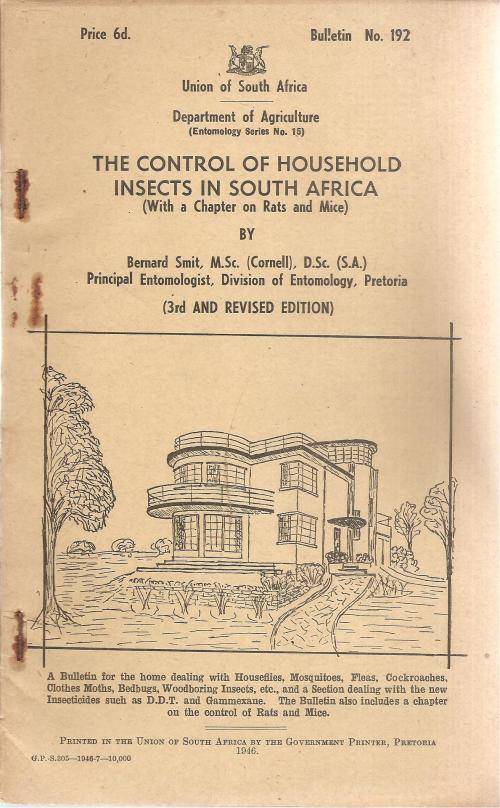 Price 6d.
Bulletin No. 192
Union of South Africa
Department of Agriculture
(Entomology Series No. 15)
THE CONTROL OF HOUSEHOLD
INSECTS IN SOUTH AFRICA
(With a Chapter on Rats and Mice)
BY
Bernard Smit, M.Sc. (Cornell), D.Sc. (S.A.)
Principal Entomologist, Division of Entomology, Pretoria
(3rd AND REVISED EDITION)
A Bulletin for the home dealing with Houseflies, Mosquitoes, Fleas, Cockroaches,
Clothes Moths, Bedbugs, Woodboring Insects, etc., and a Section dealing with the new
Insecticides such as D.D.T. and Gammexane. The Bulletin also includes a chapter
on the control of Rats and Mice.
PRINTED IN THE UNION OF SOUTH AFRICA BY THE GOVERNMENT PRINTER, PRETORIA
1946.
G.P.-S.205—1946-7—10,000